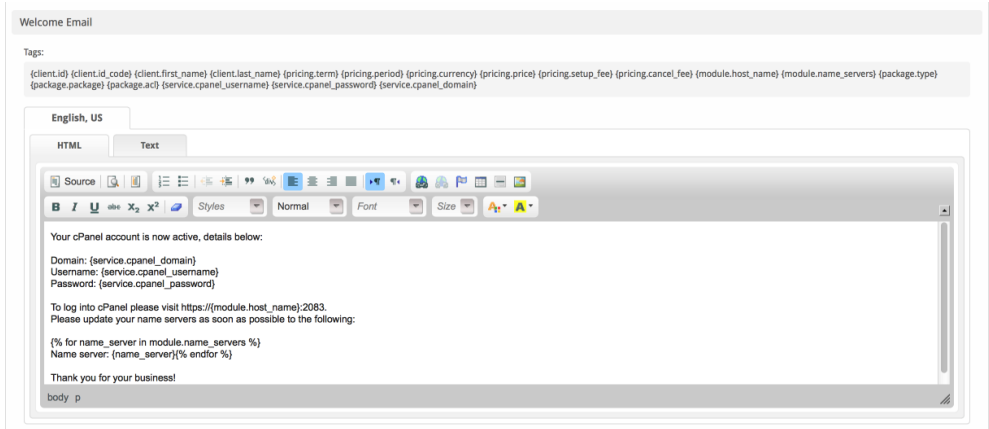 Welcome Email
Tags:
{client.id} {client.id_code} {client.first_name} {client.last_name} {pricing.term} {pricing.period} {pricing.currency} {pricing.price} {pricing.setup_fee} {pricing.cancel_fee} {module.host_name} {module.name_servers} {package.type}
{package.package} {package.acl} {service.cpanel_username} {service.cpanel_password} {service.cpanel_domain}
English, US
HTML Text
Source
B I U abc X2 X2 Styles Normal Font Size A A
Your cPanel account is now active, details below:
Domain: {service.cpanel_domain}
Username: {service.cpanel_username}
Password: {service.cpanel_password}
To log into cPanel please visit https://{module.host_name}:2083.
Please update your name servers as soon as possible to the following:
{% for name_server in module.name_servers %}
Name server: {name_server}{% endfor %}
Thank you for your business!
body p